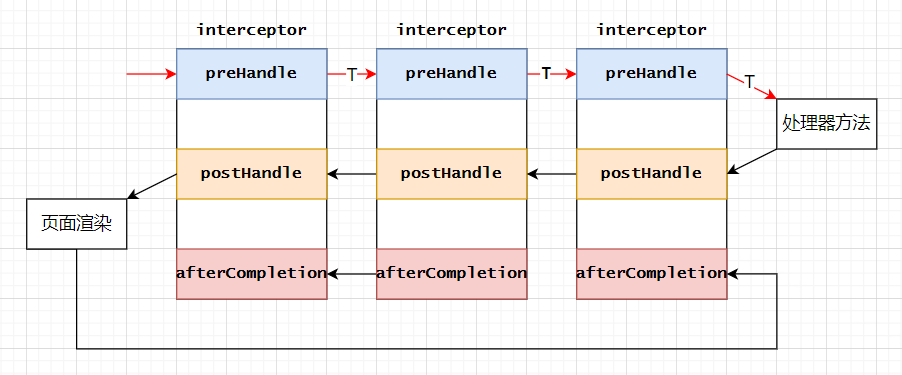 interceptor interceptor interceptor
preHandle T preHandle T preHandle T
处理器方法
postHandle postHandle postHandle
页面渲染
afterCompletion afterCompletion afterCompletion